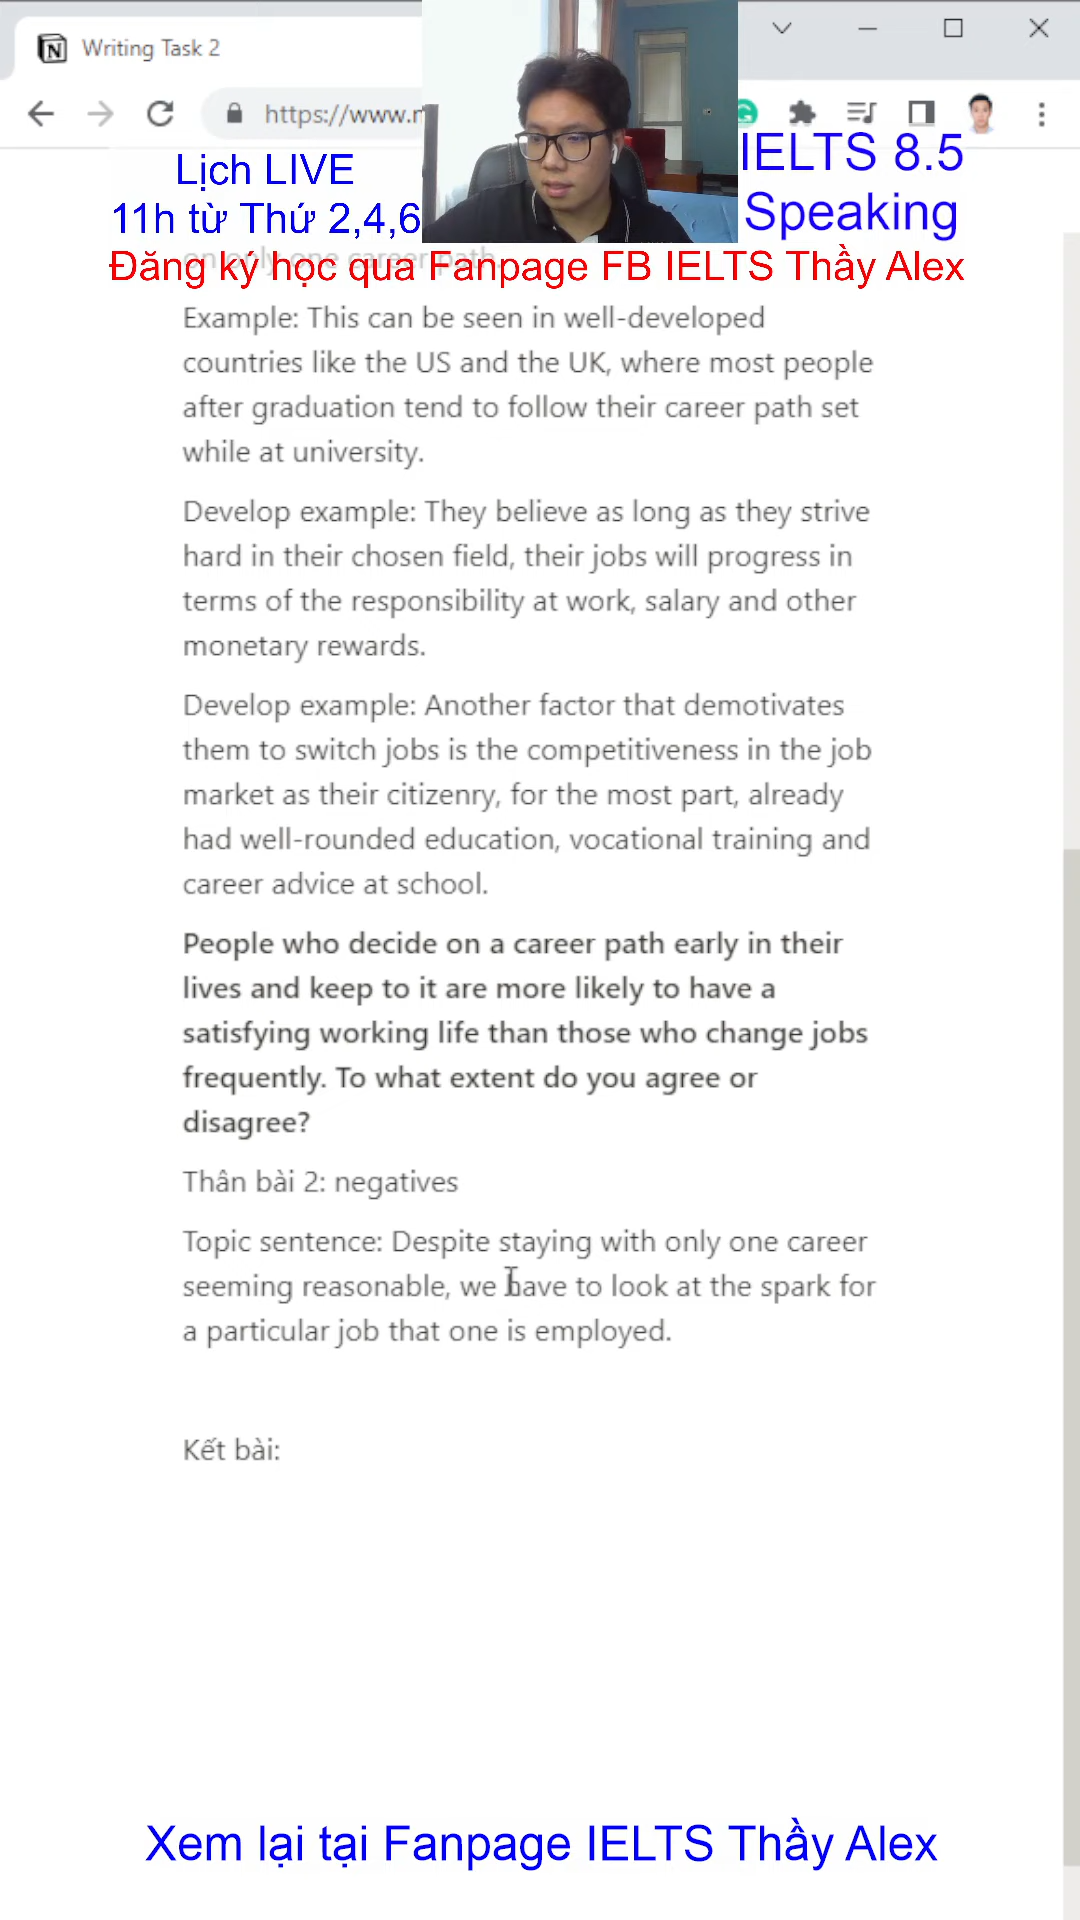 Writing Task 2
https://www.n
Lịch LIVE
11h từ Thứ 2,4,6
IELTS 8.5
Speaking
on only one career path.
Đăng ký học qua Fanpage FB IELTS Thầy Alex
Example: This can be seen in well-developed
countries like the US and the UK, where most people
after graduation tend to follow their career path set
while at university.
Develop example: They believe as long as they strive
hard in their chosen field, their jobs will progress in
terms of the responsibility at work, salary and other
monetary rewards.
Develop example: Another factor that demotivates
them to switch jobs is the competitiveness in the job
market as their citizenry, for the most part, already
had well-rounded education, vocational training and
career advice at school.
People who decide on a career path early in their
lives and keep to it are more likely to have a
satisfying working life than those who change jobs
frequently. To what extent do you agree or
disagree?
Thân bài 2: negatives
Topic sentence: Despite staying with only one career
seeming reasonable, we have to look at the spark for
a particular job that one is employed.
Kết bài:
Xem lại tại Fanpage IELTS Thầy Alex